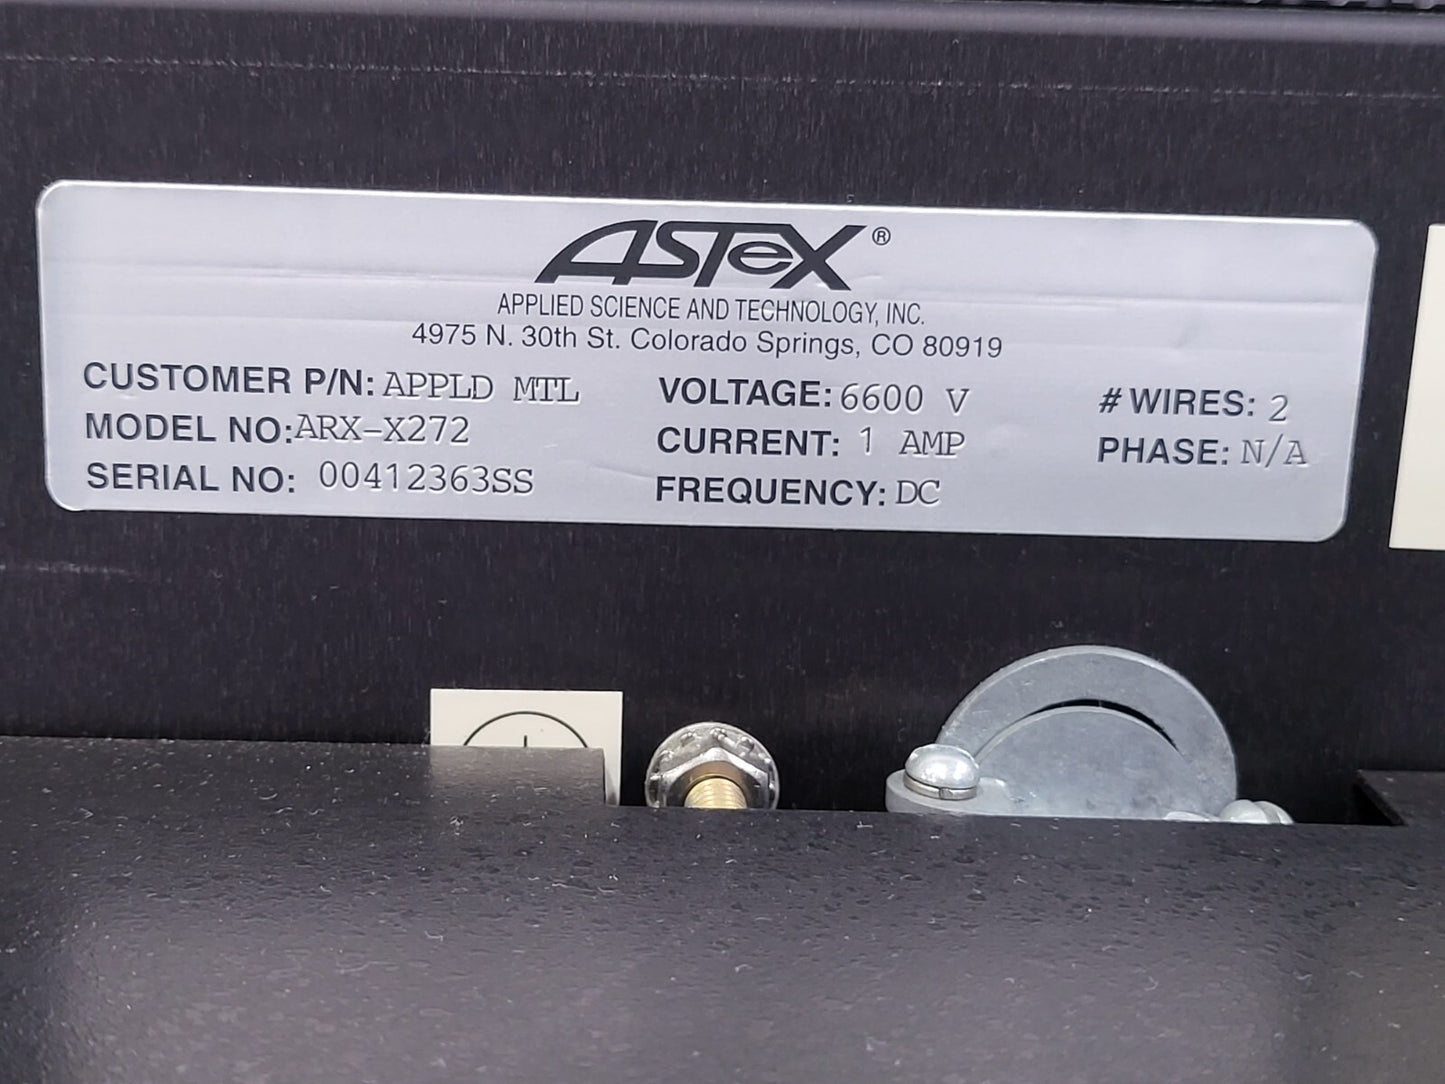 ASTeX®
APPLIED SCIENCE AND TECHNOLOGY, INC.
4975 N. 30th St. Colorado Springs, CO 80919
CUSTOMER P/N: APPLD MTL
MODEL NO: ARX-X272
SERIAL NO: 00412363SS
VOLTAGE: 6600 V
CURRENT: 1 AMP
FREQUENCY: DC
# WIRES: 2
PHASE: N/A